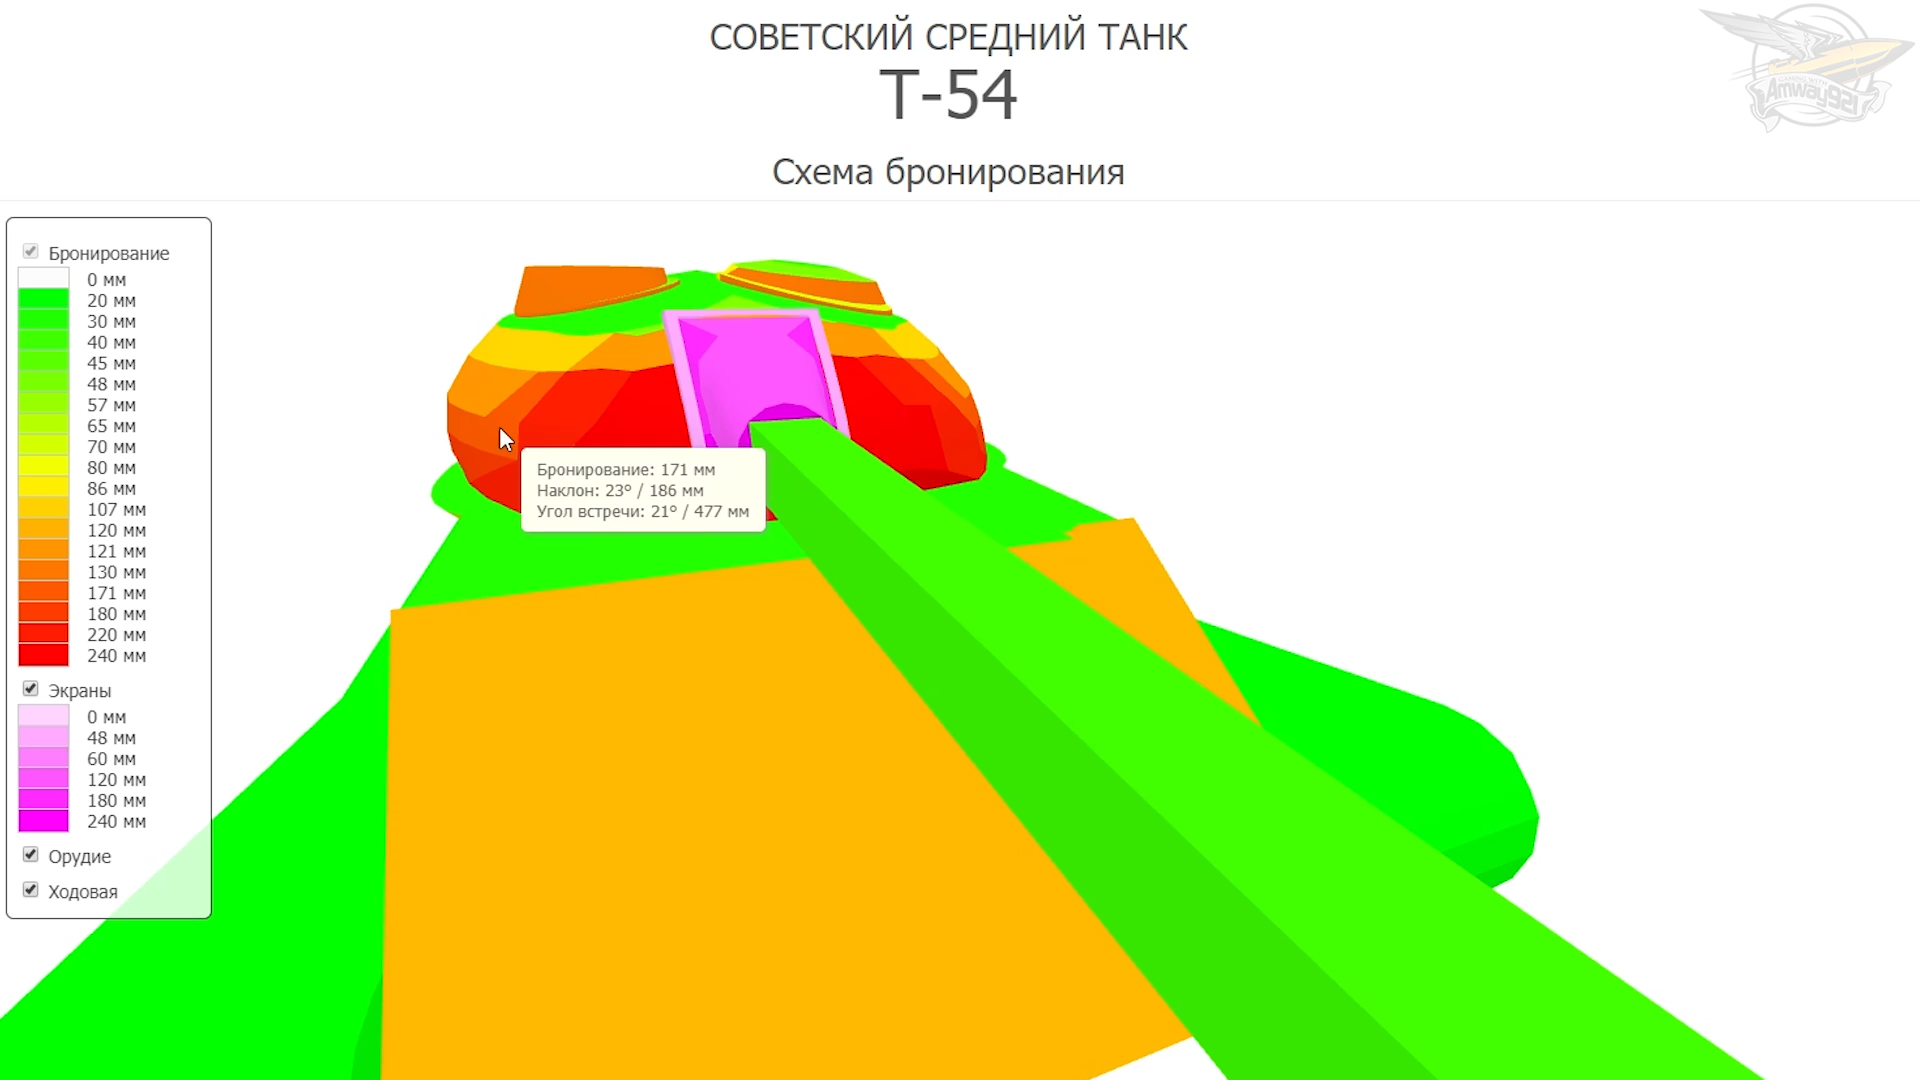 СОВЕТСКИЙ СРЕДНИЙ ТАНК
Т-54
Схема бронирования
Amway921
Бронирование
0 мм
20 мм
30 мм
40 мм
45 мм
48 мм
57 мм
65 мм
70 мм
80 мм
86 мм
107 мм
120 мм
121 мм
130 мм
171 мм
180 мм
220 мм
240 мм
Экраны
0 мм
48 мм
60 мм
120 мм
180 мм
240 мм
Орудие
Ходовая
Бронирование: 171 мм
Наклон: 23º / 186 мм
Угол встречи: 21º / 477 мм